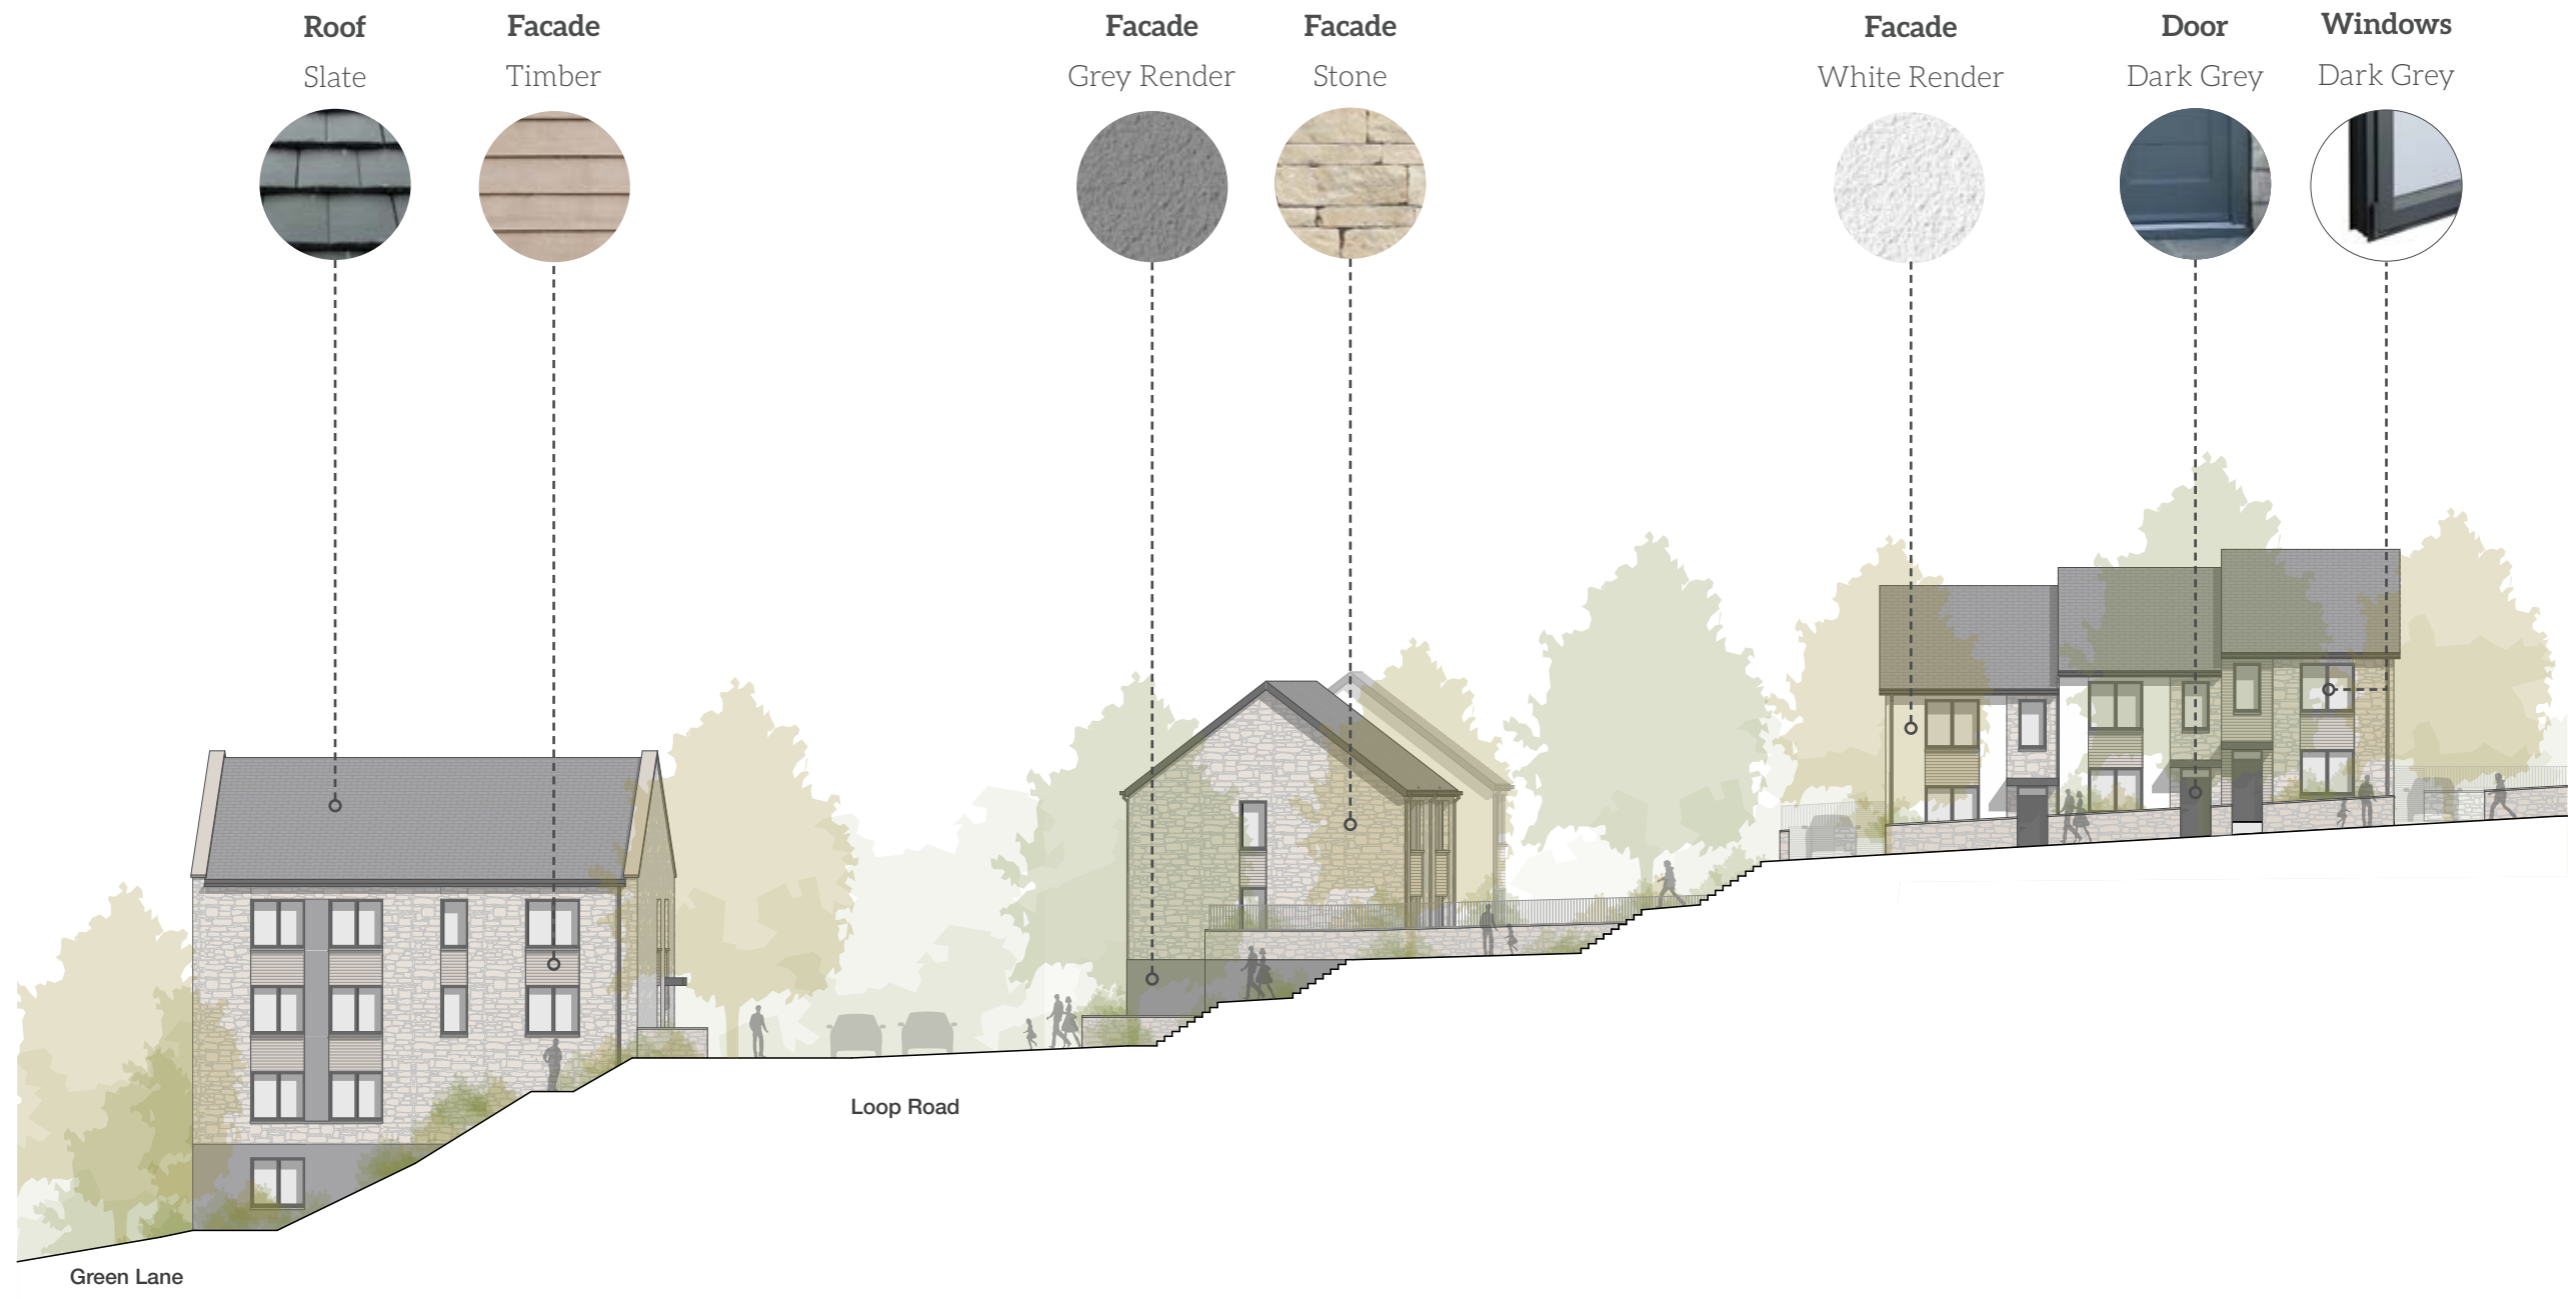 Roof
Slate
Facade
Timber
Facade
Grey Render
Facade
Stone
Facade
White Render
Door
Dark Grey
Windows
Dark Grey
Loop Road
Green Lane